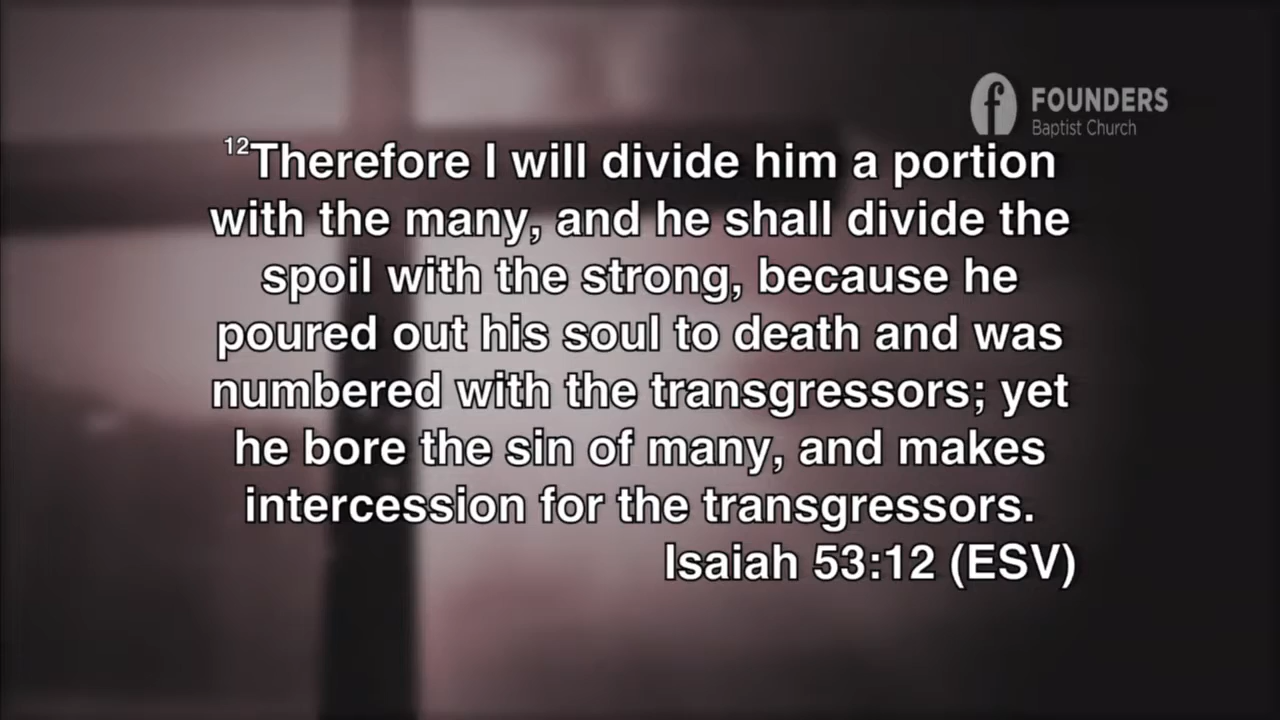 FOUNDERS
Baptist Church
12Therefore I will divide him a portion
with the many, and he shall divide the
spoil with the strong, because he
poured out his soul to death and was
numbered with the transgressors; yet
he bore the sin of many, and makes
intercession for the transgressors.
Isaiah 53:12 (ESV)